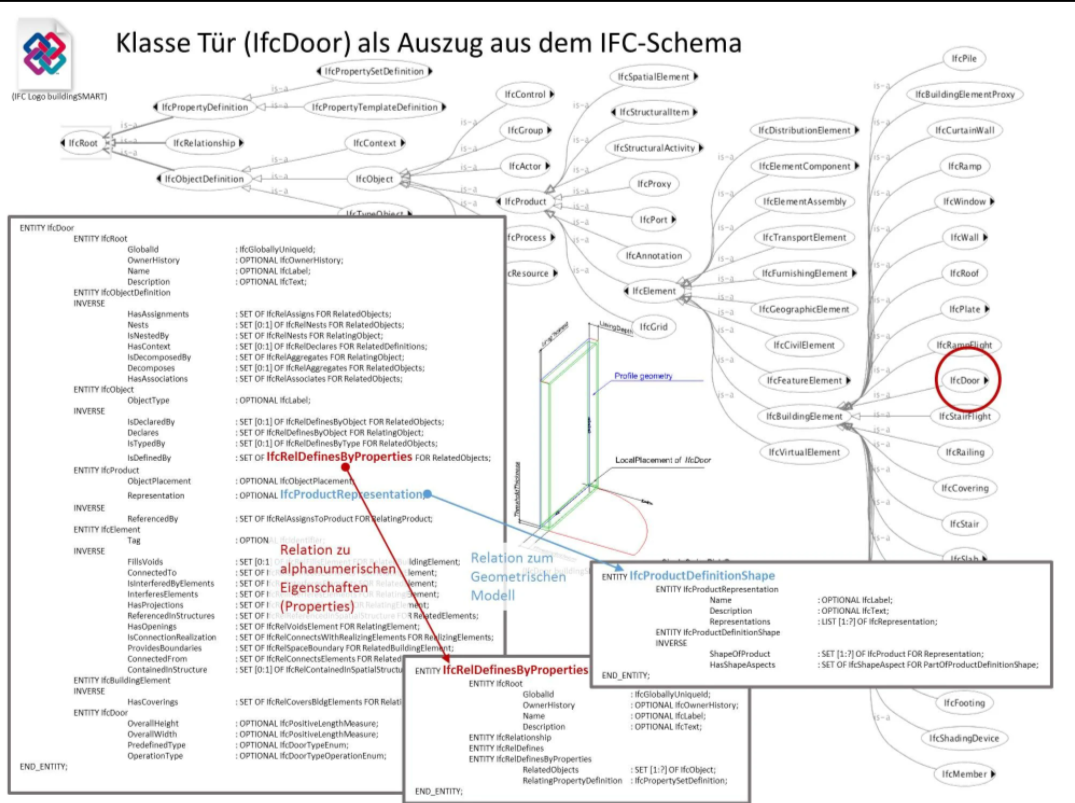 Klasse Tür (IfcDoor) als Auszug aus dem IFC-Schema
(IFC Logo buildingSMART)
IfcRoot
IfcPropertyDefinition
IfcRelationship
IfcObjectDefinition
IfcPropertySetDefinition
IfcPropertyTemplateDefinition
IfcContext
IfcObject
IfcTypeObject
IfcControl
IfcGroup
IfcActor
IfcProduct
IfcProcess
IfcResource
IfcSpatialElement
IfcStructuralItem
IfcStructuralActivity
IfcProxy
IfcPort
IfcAnnotation
IfcElement
IfcGrid
IfcDistributionElement
IfcElementComponent
IfcElementAssembly
IfcTransportElement
IfcFurnishingElement
IfcGeographicElement
IfcCivilElement
IfcFeatureElement
IfcBuildingElement
IfcVirtualElement
IfcPile
IfcBuildingElementProxy
IfcCurtainWall
IfcRamp
IfcWindow
IfcWall
IfcRoof
IfcPlate
IfcRampFlight
IfcDoor
IfcStairFlight
IfcRailing
IfcCovering
IfcStair
IfcSlab
IfcFooting
IfcShadingDevice
IfcMember
is-a
ENTITY IfcDoor
ENTITY IfcRoot
GlobalId : IfcGloballyUniqueId;
OwnerHistory : OPTIONAL IfcOwnerHistory;
Name : OPTIONAL IfcLabel;
Description : OPTIONAL IfcText;
ENTITY IfcObjectDefinition
INVERSE
HasAssignments : SET OF IfcRelAssigns FOR RelatedObjects;
Nests : SET [0:1] OF IfcRelNests FOR RelatedObjects;
IsNestedBy : SET OF IfcRelNests FOR RelatingObject;
HasContext : SET [0:1] OF IfcRelDeclares FOR RelatedDefinitions;
IsDecomposedBy : SET OF IfcRelAggregates FOR RelatingObject;
Decomposes : SET [0:1] OF IfcRelAggregates FOR RelatedObjects;
HasAssociations : SET OF IfcRelAssociates FOR RelatedObjects;
ENTITY IfcObject
ObjectType : OPTIONAL IfcLabel;
INVERSE
IsDeclaredBy : SET [0:1] OF IfcRelDefinesByObject FOR RelatedObjects;
Declares : SET OF IfcRelDefinesByObject FOR RelatingObject;
IsTypedBy : SET [0:1] OF IfcRelDefinesByType FOR RelatedObjects;
IsDefinedBy : SET OF IfcRelDefinesByProperties FOR RelatedObjects;
ENTITY IfcProduct
ObjectPlacement : OPTIONAL IfcObjectPlacement;
Representation : OPTIONAL IfcProductRepresentation;
INVERSE
ReferencedBy : SET OF IfcRelAssignsToProduct FOR RelatingProduct;
ENTITY IfcElement
Tag : OPTIONAL
INVERSE
FillsVoids : SET [0:1]
ConnectedTo : SET OF
IsInterferedByElements : SET OF
InterferesElements : SET OF
HasProjections : SET OF
ReferencedInStructures : SET OF RelatedElements;
HasOpenings : SET OF IfcRelVoidsElement FOR RelatingElement;
IsConnectionRealization : SET OF IfcRelConnectsWithRealizingElements FOR RealizingElements;
ProvidesBoundaries : SET OF IfcRelSpaceBoundary FOR RelatedBuildingElement;
ConnectedFrom : SET OF IfcRelConnectsElements FOR Related
ContainedInStructure : SET [0:1] OF IfcRelContainedInSpatialStruct
ENTITY IfcBuildingElement
INVERSE
HasCoverings : SET OF IfcRelCoversBldgElements FOR Relati
ENTITY IfcDoor
OverallHeight : OPTIONAL IfcPositiveLengthMeasure;
OverallWidth : OPTIONAL IfcPositiveLengthMeasure;
PredefinedType : OPTIONAL IfcDoorTypeEnum;
OperationType : OPTIONAL IfcDoorTypeOperationEnum;
END_ENTITY;
Relation zu
alphanumerischen
Eigenschaften
(Properties)
Relation zum
Geometrischen
Modell
LiningDepth
Profile geometry
LocalPlacement of IfcDoor
ThresholdThickness
ENTITY IfcProductDefinitionShape
ENTITY IfcProductRepresentation
Name : OPTIONAL IfcLabel;
Description : OPTIONAL IfcText;
Representations : LIST [1:?] OF IfcRepresentation;
ENTITY IfcProductDefinitionShape
INVERSE
ShapeOfProduct : SET [1:?] OF IfcProduct FOR Representation;
HasShapeAspects : SET OF IfcShapeAspect FOR PartOfProductDefinitionShape;
END_ENTITY;
ENTITY IfcRelDefinesByProperties
ENTITY IfcRoot
GlobalId : IfcGloballyUniqueId;
OwnerHistory : OPTIONAL IfcOwnerHistory;
Name : OPTIONAL IfcLabel;
Description : OPTIONAL IfcText;
ENTITY IfcRelationship
ENTITY IfcRelDefines
ENTITY IfcRelDefinesByProperties
RelatedObjects : SET [1:?] OF IfcObject;
RelatingPropertyDefinition : IfcPropertySetDefinition;
END_ENTITY;